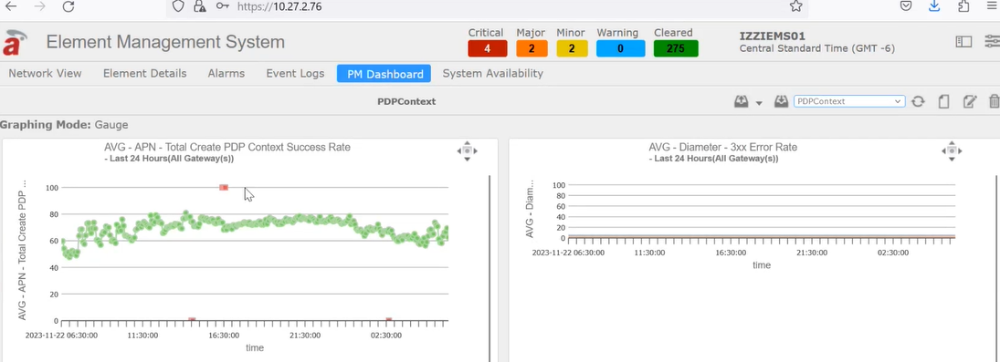 https://10.27.2.76
Element Management System
Critical Major Minor Warning Cleared
4 2 2 0 275
IZZIEMS01
Central Standard Time (GMT -6)
Network View Element Details Alarms Event Logs PM Dashboard System Availability
PDPContext
PDPContext
Graphing Mode: Gauge
AVG - APN - Total Create PDP Context Success Rate
- Last 24 Hours(All Gateway(s))
AVG - APN - Total Create PDP ...
100
80
60
40
20
0
2023-11-22 06:30:00 11:30:00 16:30:00 21:30:00 02:30:00
time
AVG - Diameter - 3xx Error Rate
- Last 24 Hours(All Gateway(s))
AVG - Diam...
100
80
60
40
20
0
2023-11-22 06:30:00 11:30:00 16:30:00 21:30:00 02:30:00
time